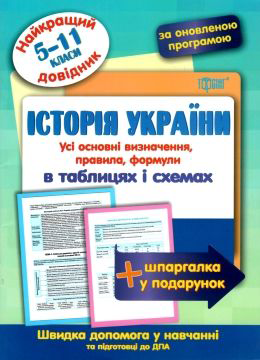 Найкращий
5–11
КЛАСИ
довідник
за оновленою
програмою
ТОРСІНГ
ІСТОРІЯ УКРАЇНИ
Усі основні визначення,
правила, формули
в таблицях і схемах
+ шпаргалка
у подарунок
Швидка допомога у навчанні
та підготовці до ДПА